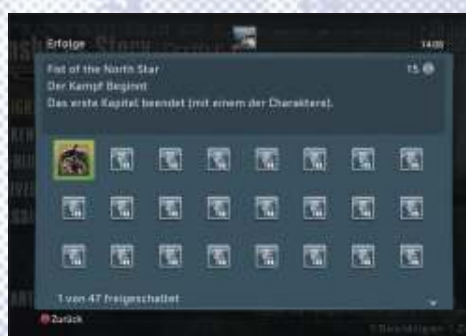 Erfolge
14:08
Fist of the North Star
15 G
Der Kampf Beginnt
Das erste Kapitel beendet (mit einem der Charaktere).
1 von 47 freigeschaltet
B Zurück